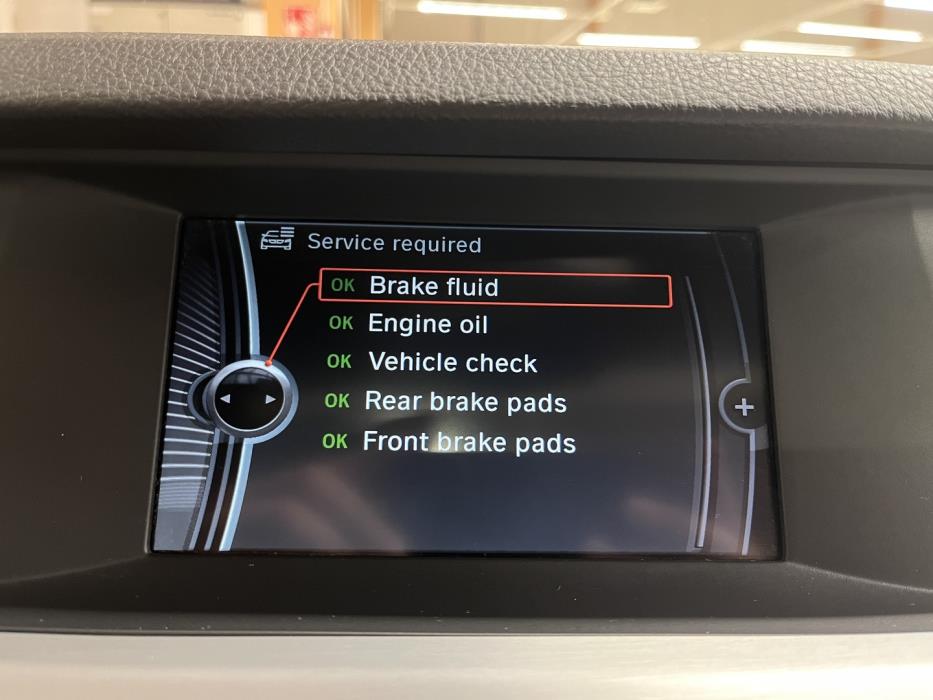 Service required
OK Brake fluid
OK Engine oil
OK Vehicle check
OK Rear brake pads
OK Front brake pads